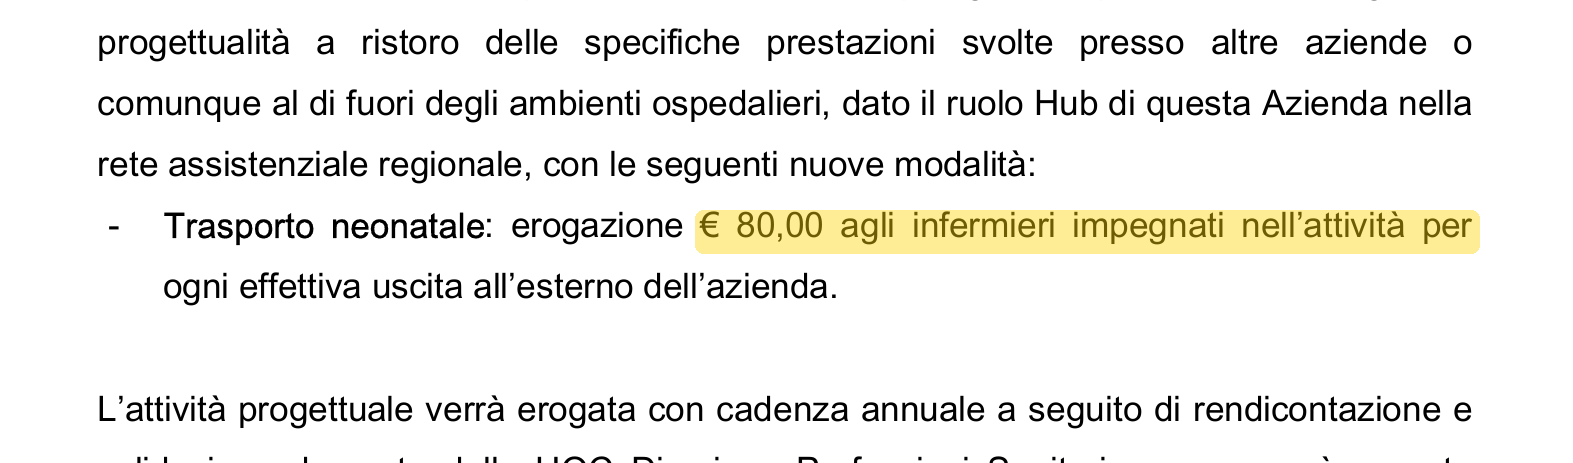 progettualità a ristoro delle specifiche prestazioni svolte presso altre aziende o
comunque al di fuori degli ambienti ospedalieri, dato il ruolo Hub di questa Azienda nella
rete assistenziale regionale, con le seguenti nuove modalità:
- Trasporto neonatale: erogazione € 80,00 agli infermieri impegnati nell’attività per
ogni effettiva uscita all’esterno dell’azienda.
L’attività progettuale verrà erogata con cadenza annuale a seguito di rendicontazione e